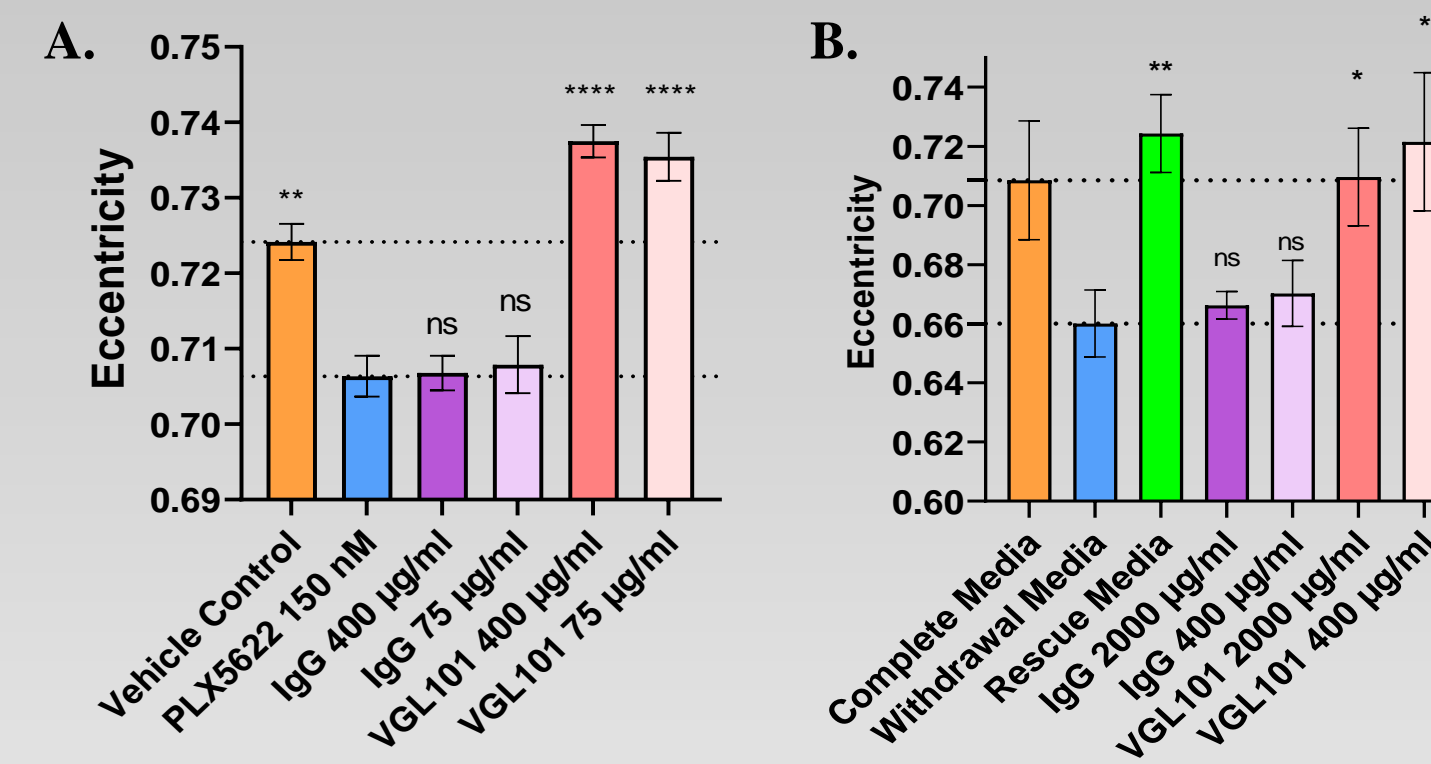 A.
Eccentricity
0.75
0.74
0.73
0.72
0.71
0.70
0.69
**
ns
ns
****
****
Vehicle Control
PLX5622 150 nM
IgG 400 µg/ml
IgG 75 µg/ml
VGL101 400 µg/ml
VGL101 75 µg/ml
B.
Eccentricity
0.74
0.72
0.70
0.68
0.66
0.64
0.62
0.60
**
ns
ns
*
*
Complete Media
Withdrawal Media
Rescue Media
IgG 2000 µg/ml
IgG 400 µg/ml
VGL101 2000 µg/ml
VGL101 400 µg/ml